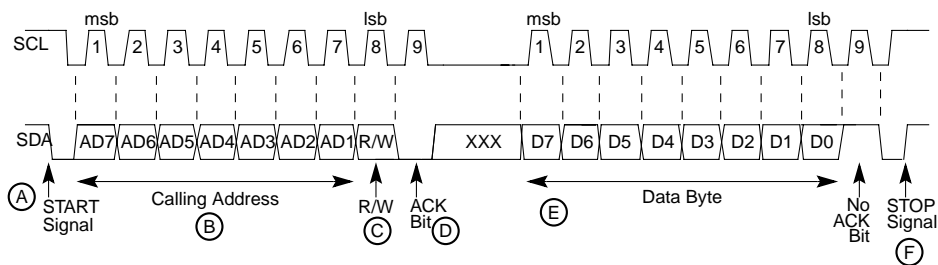 msb lsb msb lsb
SCL 1 2 3 4 5 6 7 8 9 1 2 3 4 5 6 7 8 9
SDA AD7 AD6 AD5 AD4 AD3 AD2 AD1 R/W XXX D7 D6 D5 D4 D3 D2 D1 D0
A START Signal
Calling Address
B
R/W
C
ACK
Bit D
E
Data Byte
No
ACK
Bit
STOP
Signal
F